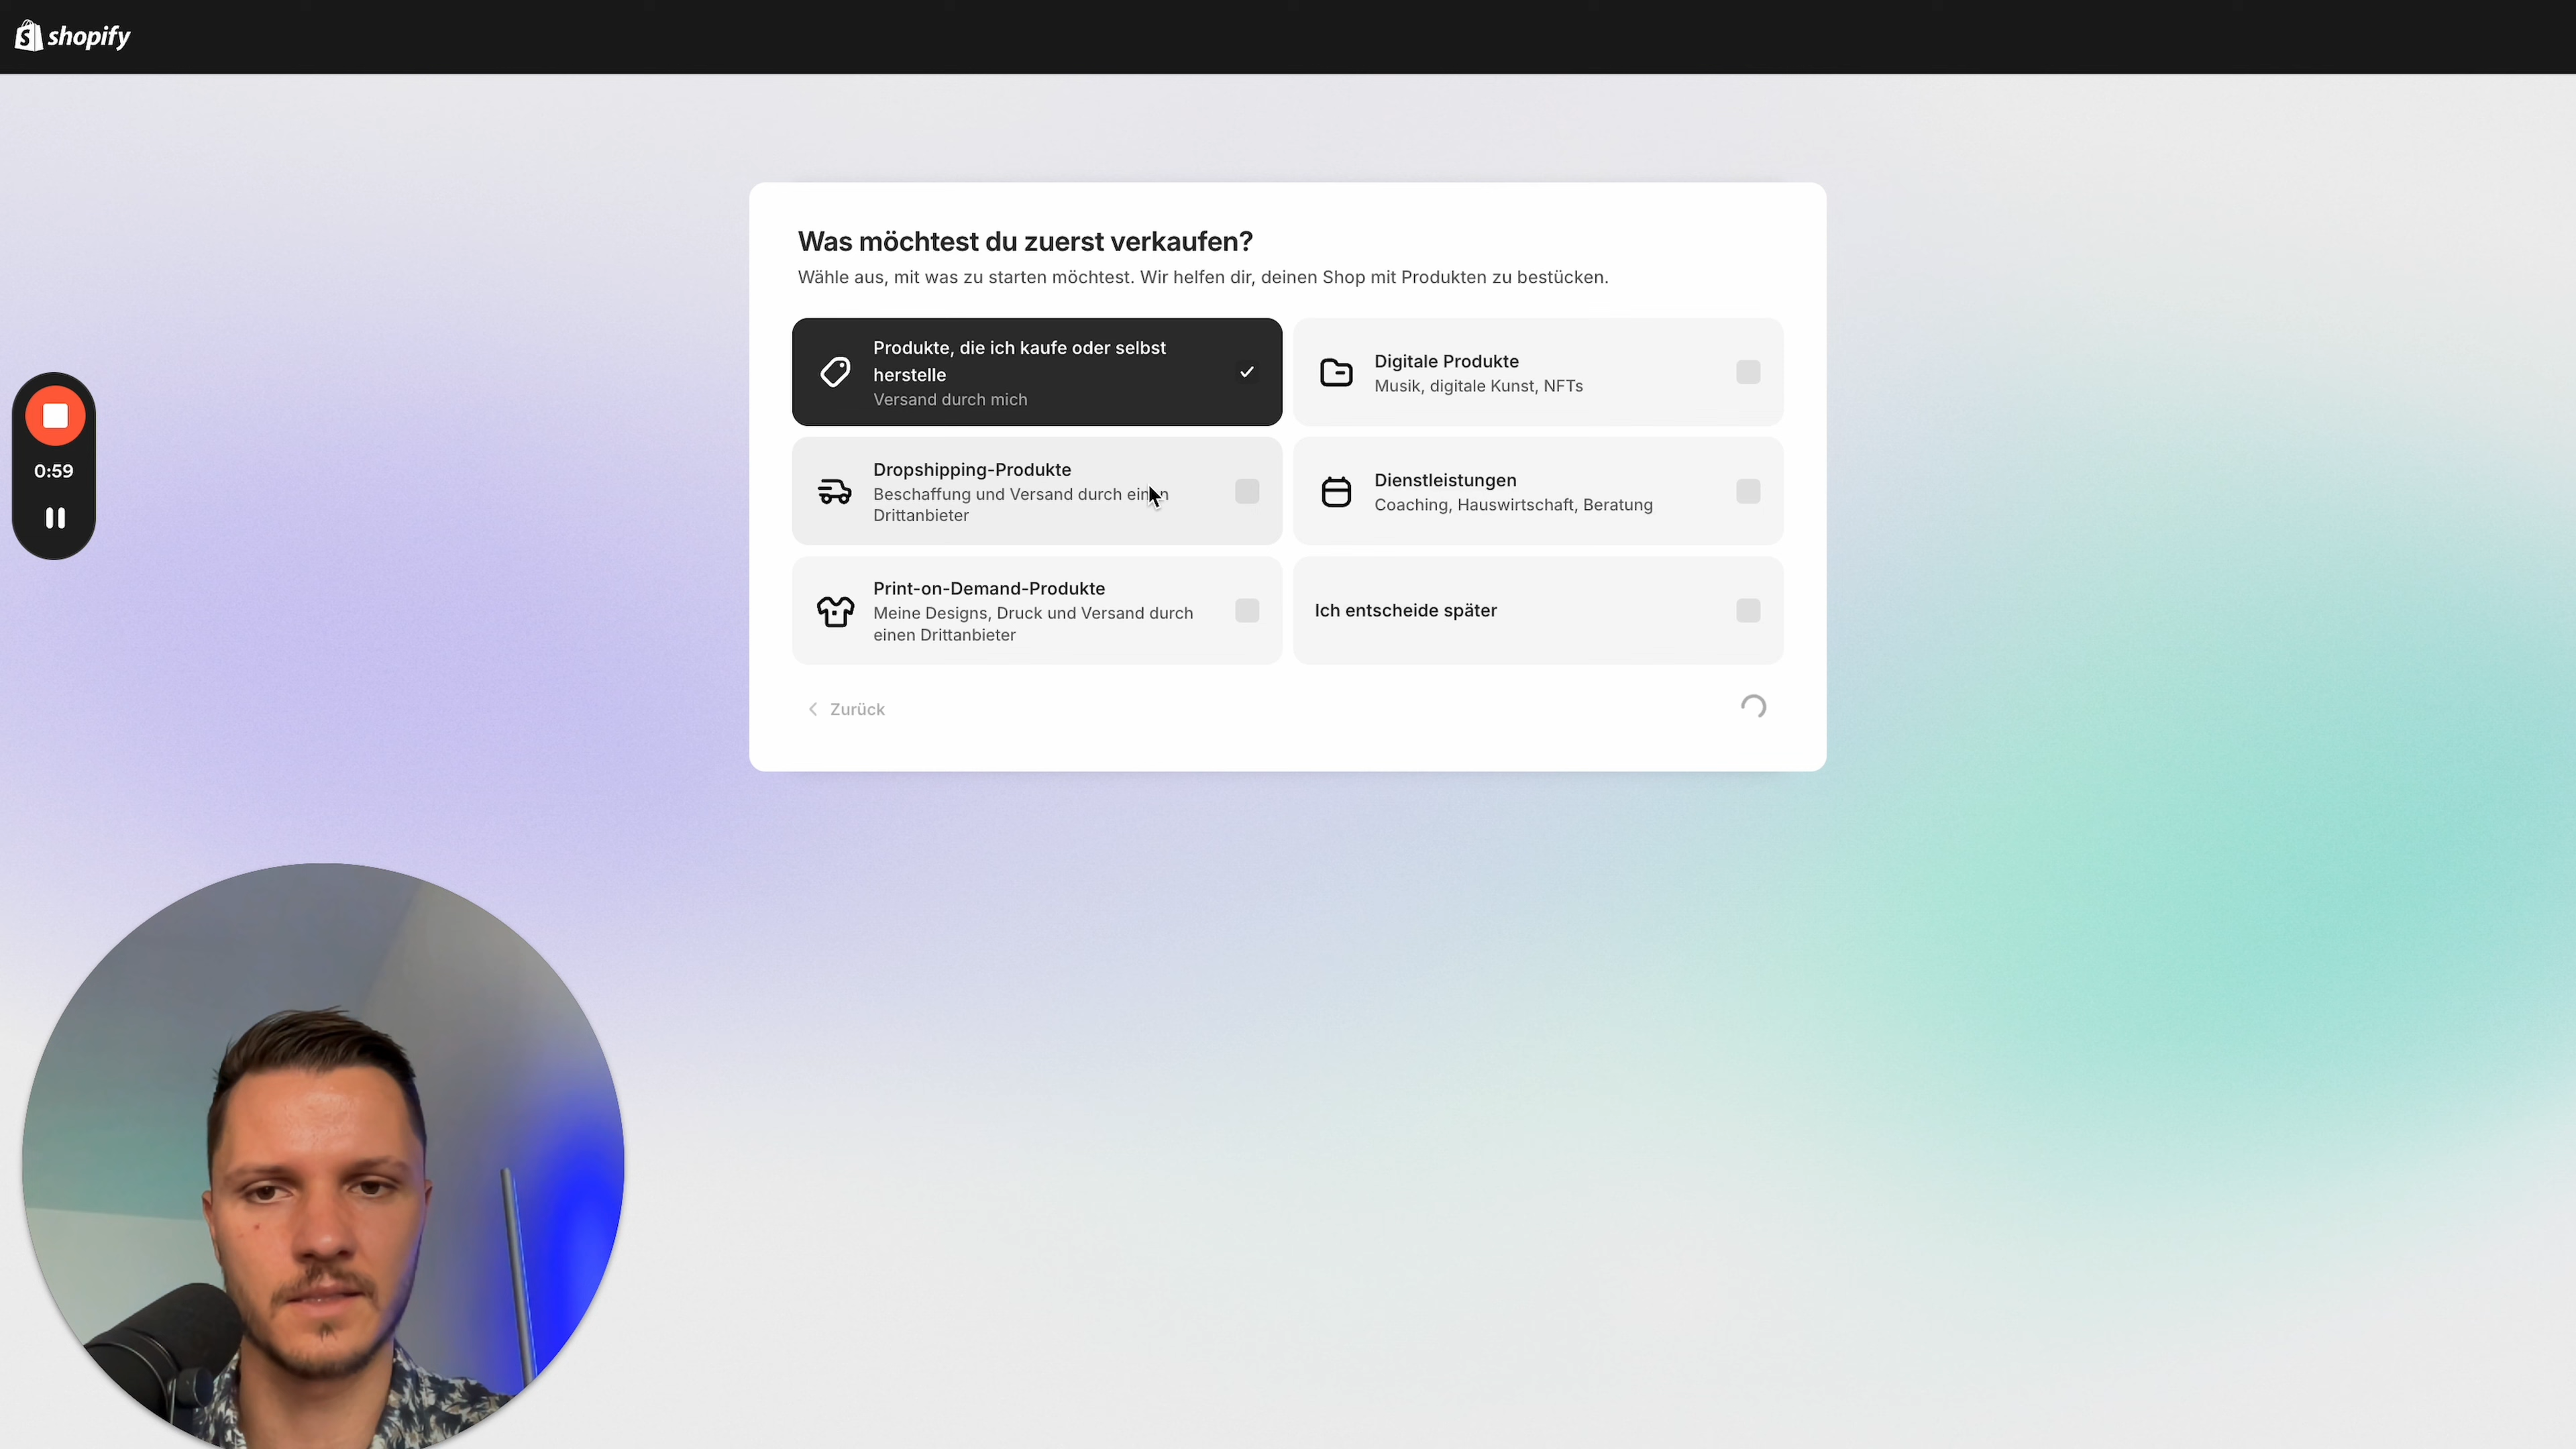 shopify
Was möchtest du zuerst verkaufen?
Wähle aus, mit was zu starten möchtest. Wir helfen dir, deinen Shop mit Produkten zu bestücken.
Produkte, die ich kaufe oder selbst
herstelle
Versand durch mich
Digitale Produkte
Musik, digitale Kunst, NFTs
0:59
Dropshipping-Produkte
Beschaffung und Versand durch einen
Drittanbieter
Dienstleistungen
Coaching, Hauswirtschaft, Beratung
Print-on-Demand-Produkte
Meine Designs, Druck und Versand durch
einen Drittanbieter
Ich entscheide später
Zurück